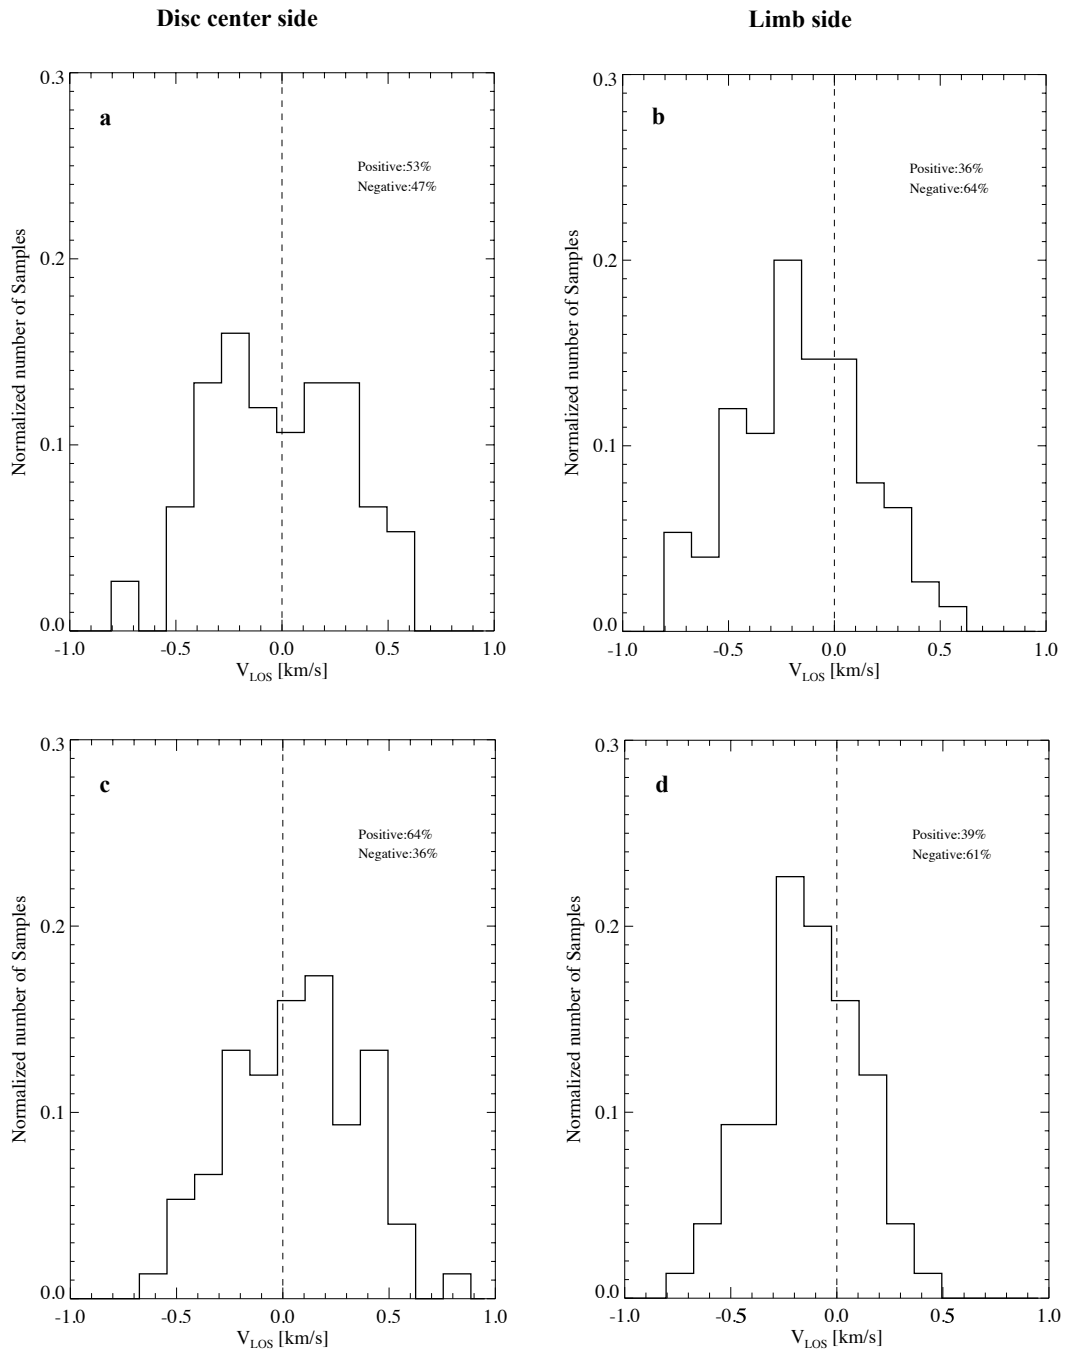 Disc center side
Limb side
a
Positive:53%
Negative:47%
Normalized number of Samples
0.3
0.2
0.1
0.0
-1.0 -0.5 0.0 0.5 1.0
V_LOS [km/s]
b
Positive:36%
Negative:64%
Normalized number of Samples
0.3
0.2
0.1
0.0
-1.0 -0.5 0.0 0.5 1.0
V_LOS [km/s]
c
Positive:64%
Negative:36%
Normalized number of Samples
0.3
0.2
0.1
0.0
-1.0 -0.5 0.0 0.5 1.0
V_LOS [km/s]
d
Positive:39%
Negative:61%
Normalized number of Samples
0.3
0.2
0.1
0.0
-1.0 -0.5 0.0 0.5 1.0
V_LOS [km/s]